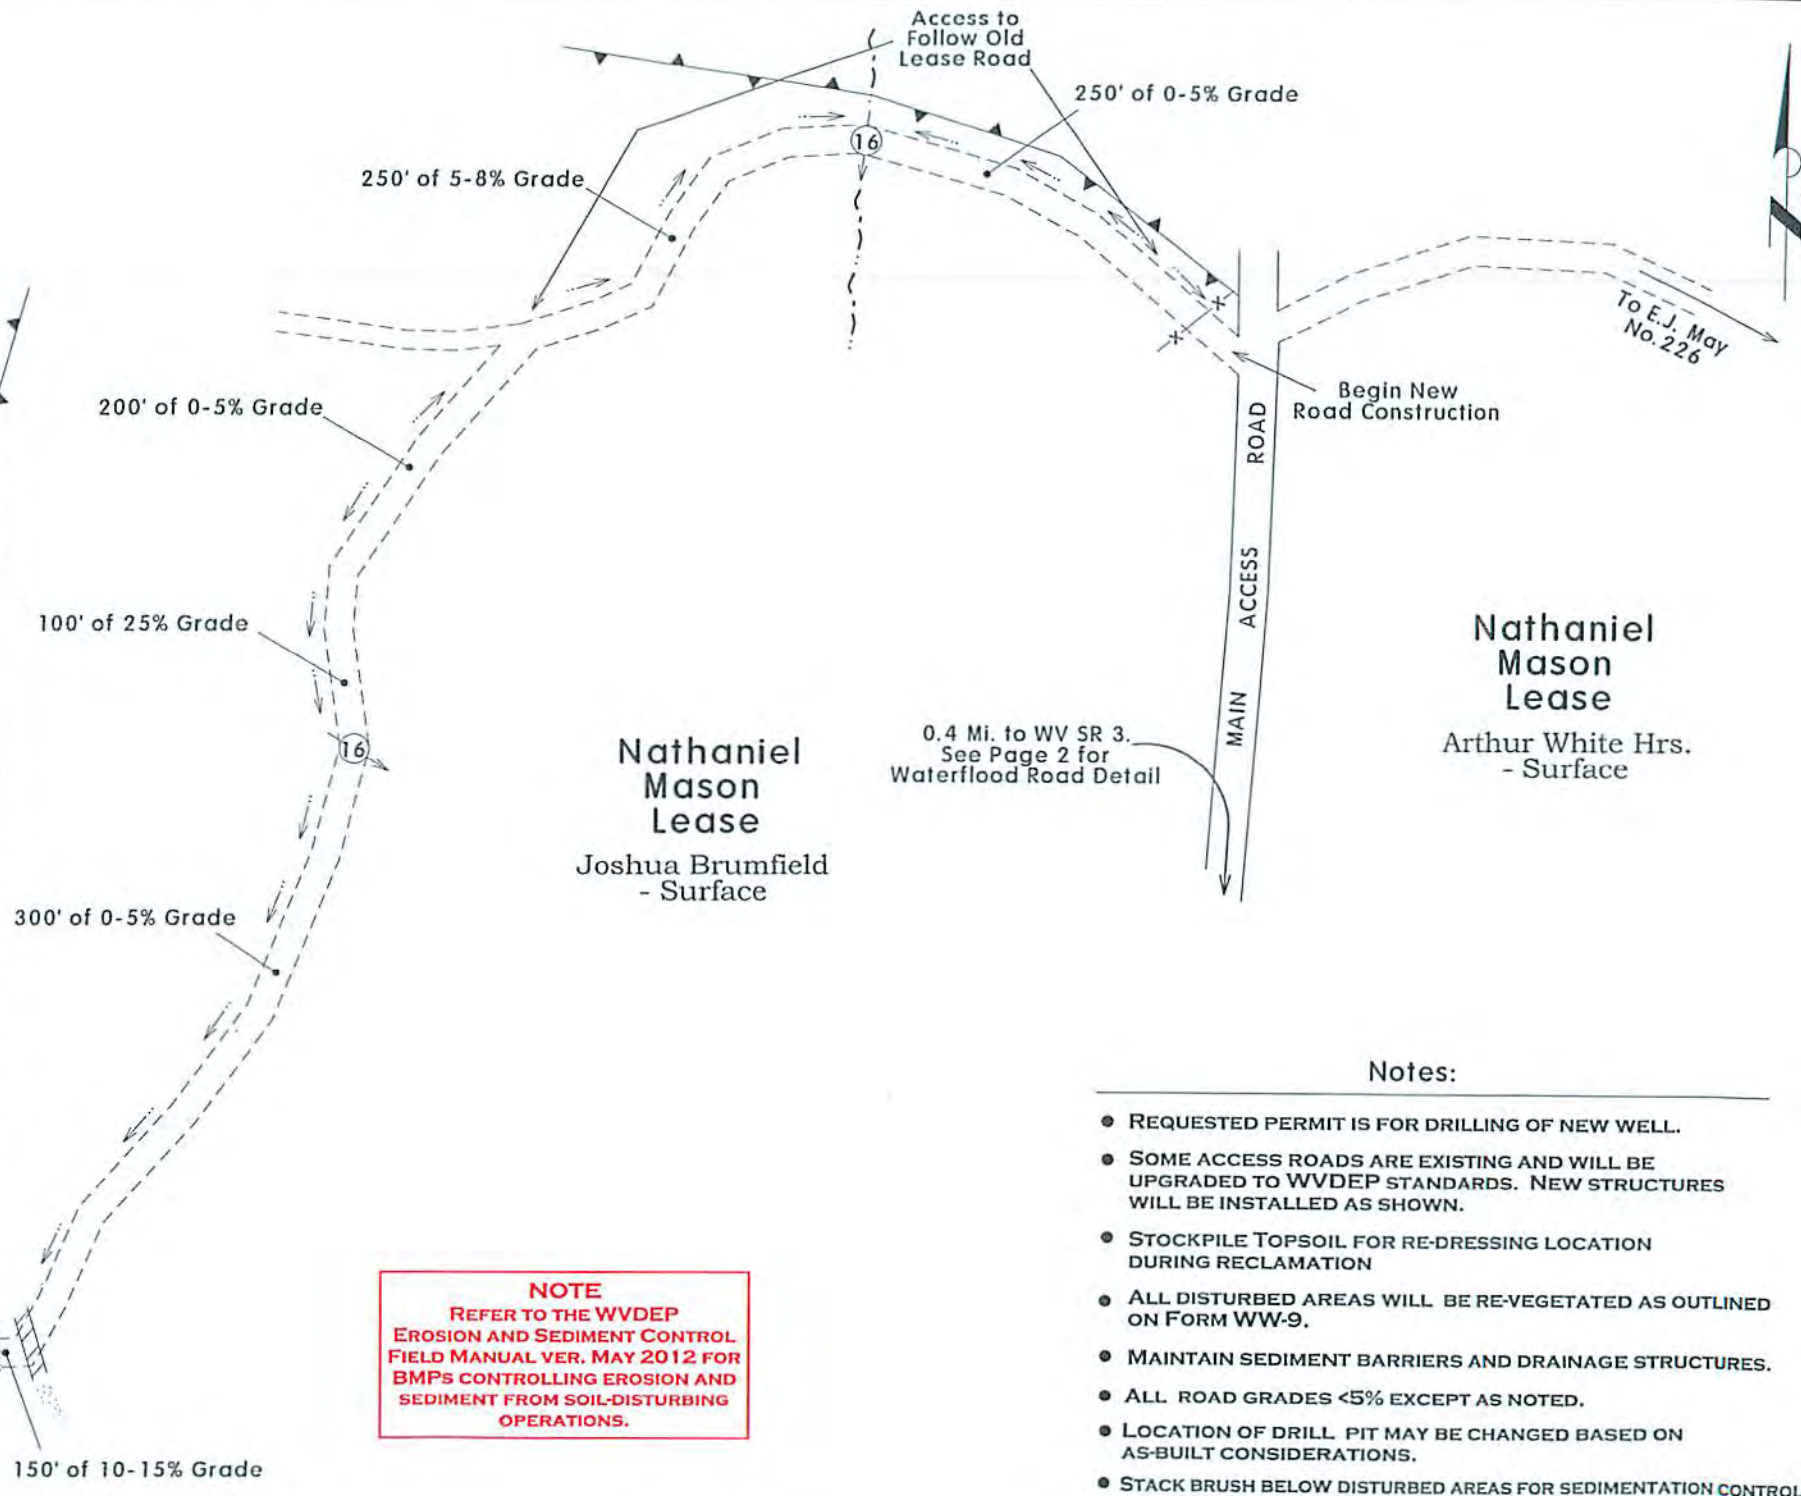 Access to
Follow Old
Lease Road
250' of 0-5% Grade
16
250' of 5-8% Grade
To E.J. May
No. 226
Begin New
Road Construction
200' of 0-5% Grade
MAIN ACCESS ROAD
100' of 25% Grade
16
Nathaniel
Mason
Lease
Arthur White Hrs.
- Surface
0.4 Mi. to WV SR 3.
See Page 2 for
Waterflood Road Detail
Nathaniel
Mason
Lease
Joshua Brumfield
- Surface
300' of 0-5% Grade
Notes:
REQUESTED PERMIT IS FOR DRILLING OF NEW WELL.
SOME ACCESS ROADS ARE EXISTING AND WILL BE
UPGRADED TO WVDEP STANDARDS. NEW STRUCTURES
WILL BE INSTALLED AS SHOWN.
STOCKPILE TOPSOIL FOR RE-DRESSING LOCATION
DURING RECLAMATION
ALL DISTURBED AREAS WILL BE RE-VEGETATED AS OUTLINED
ON FORM WW-9.
MAINTAIN SEDIMENT BARRIERS AND DRAINAGE STRUCTURES.
ALL ROAD GRADES <5% EXCEPT AS NOTED.
LOCATION OF DRILL PIT MAY BE CHANGED BASED ON
AS-BUILT CONSIDERATIONS.
STACK BRUSH BELOW DISTURBED AREAS FOR SEDIMENTATION CONTROL
NOTE
REFER TO THE WVDEP
EROSION AND SEDIMENT CONTROL
FIELD MANUAL VER. MAY 2012 FOR
BMPS CONTROLLING EROSION AND
SEDIMENT FROM SOIL-DISTURBING
OPERATIONS.
150' of 10-15% Grade